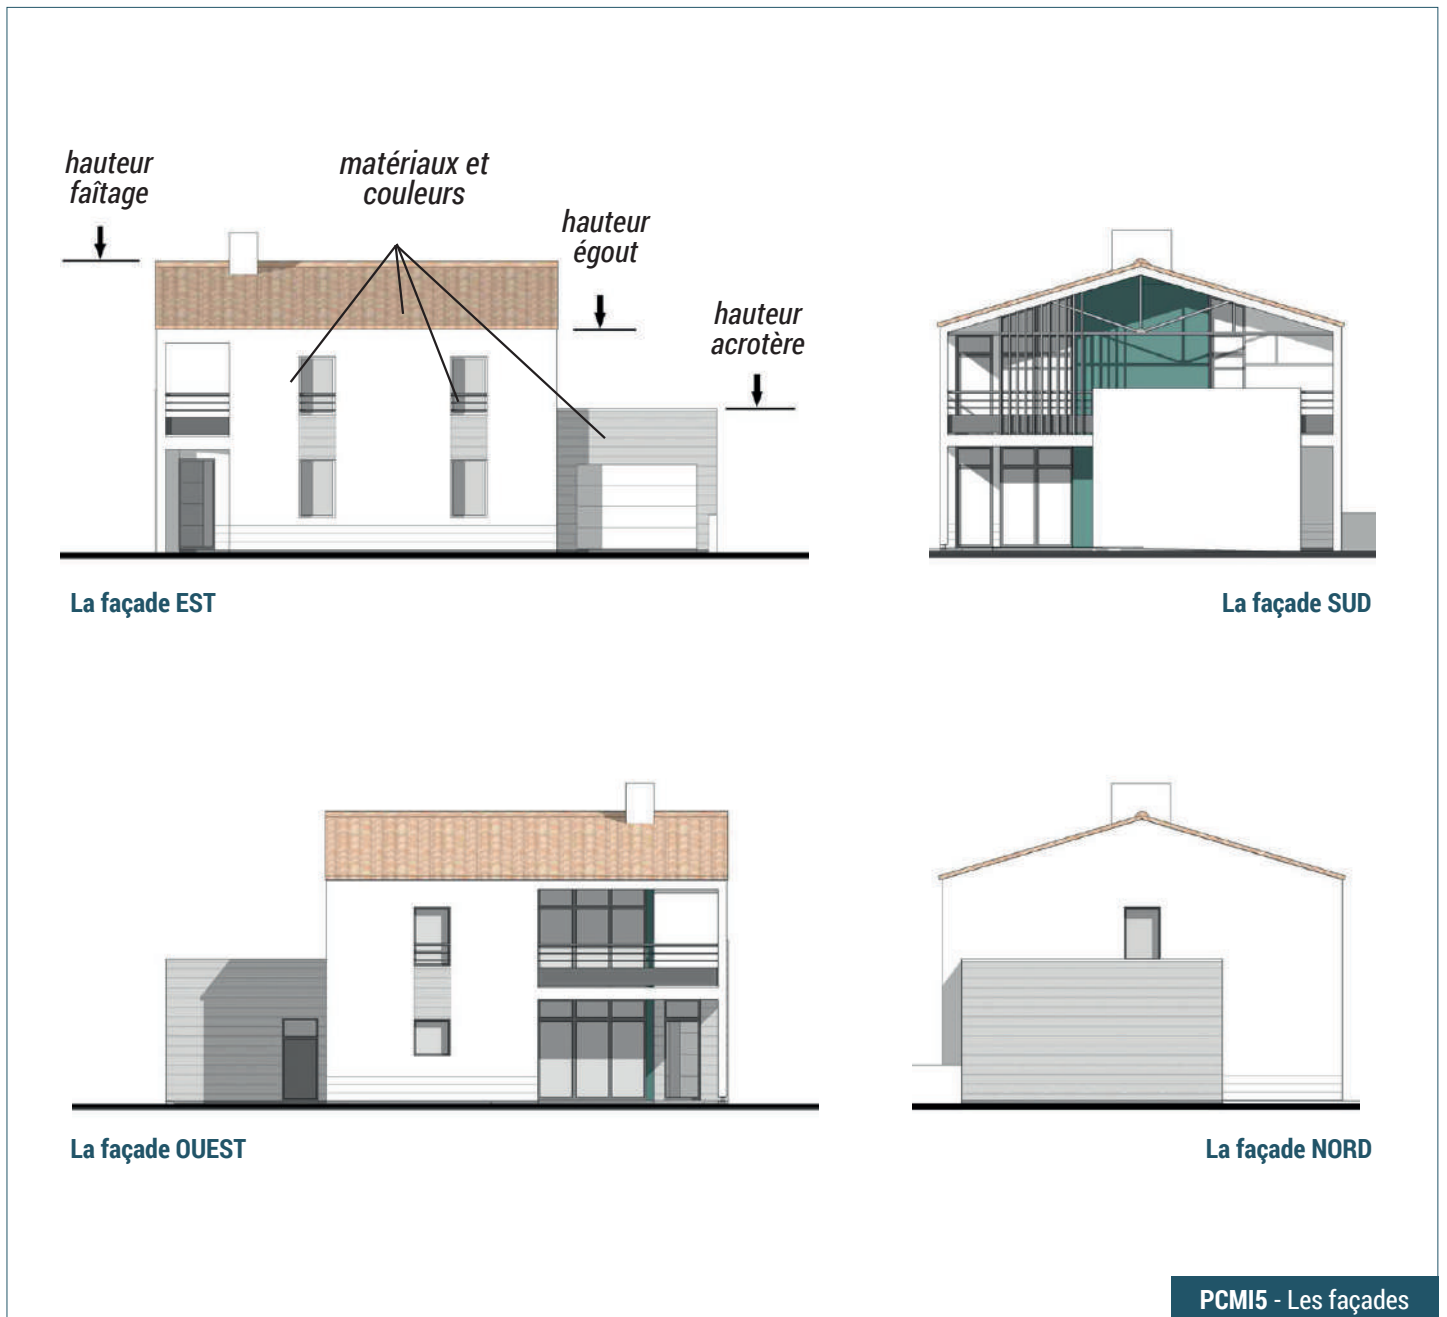 hauteur
faîtage
matériaux et
couleurs
hauteur
égout
hauteur
acrotère
La façade EST
La façade SUD
La façade OUEST
La façade NORD
PCMI5 - Les façades